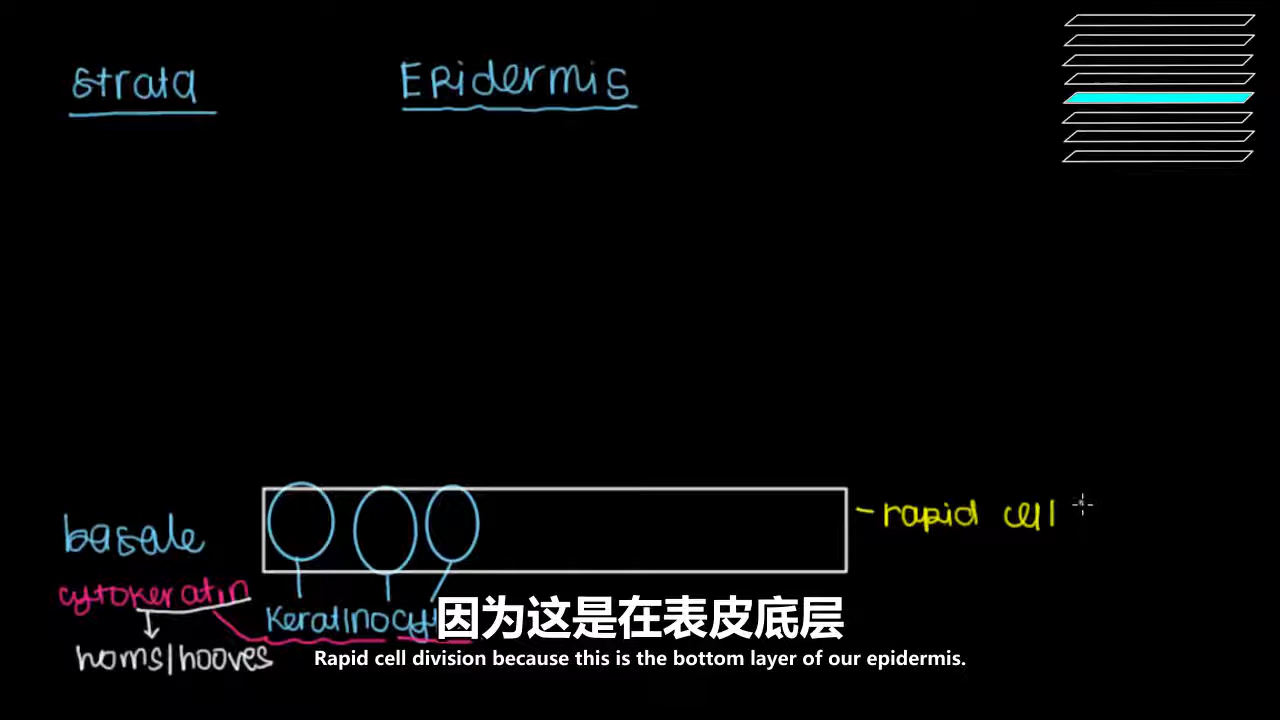 strata
Epidermis
basale
- rapid cell
cytokeratin
Keratinocy
horns/hooves
因为这是在表皮底层
Rapid cell division because this is the bottom layer of our epidermis.